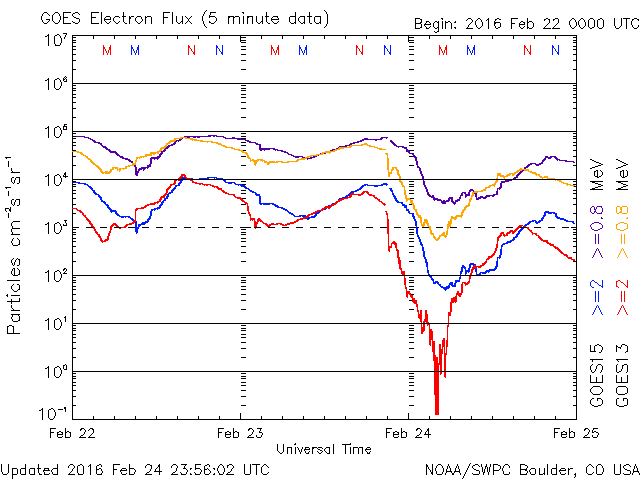 GOES Electron Flux (5 minute data)
Begin: 2016 Feb 22 0000 UTC
M M N N M M N N M M N N
10⁷
10⁶
10⁵
10⁴
10³
10²
10¹
10⁰
10⁻¹
Particles cm⁻²s⁻¹sr⁻¹
Feb 22 Feb 23 Feb 24 Feb 25
Universal Time
GOES15 >=2 >=0.8 MeV
GOES13 >=2 >=0.8 MeV
Updated 2016 Feb 24 23:56:02 UTC
NOAA/SWPC Boulder, CO USA